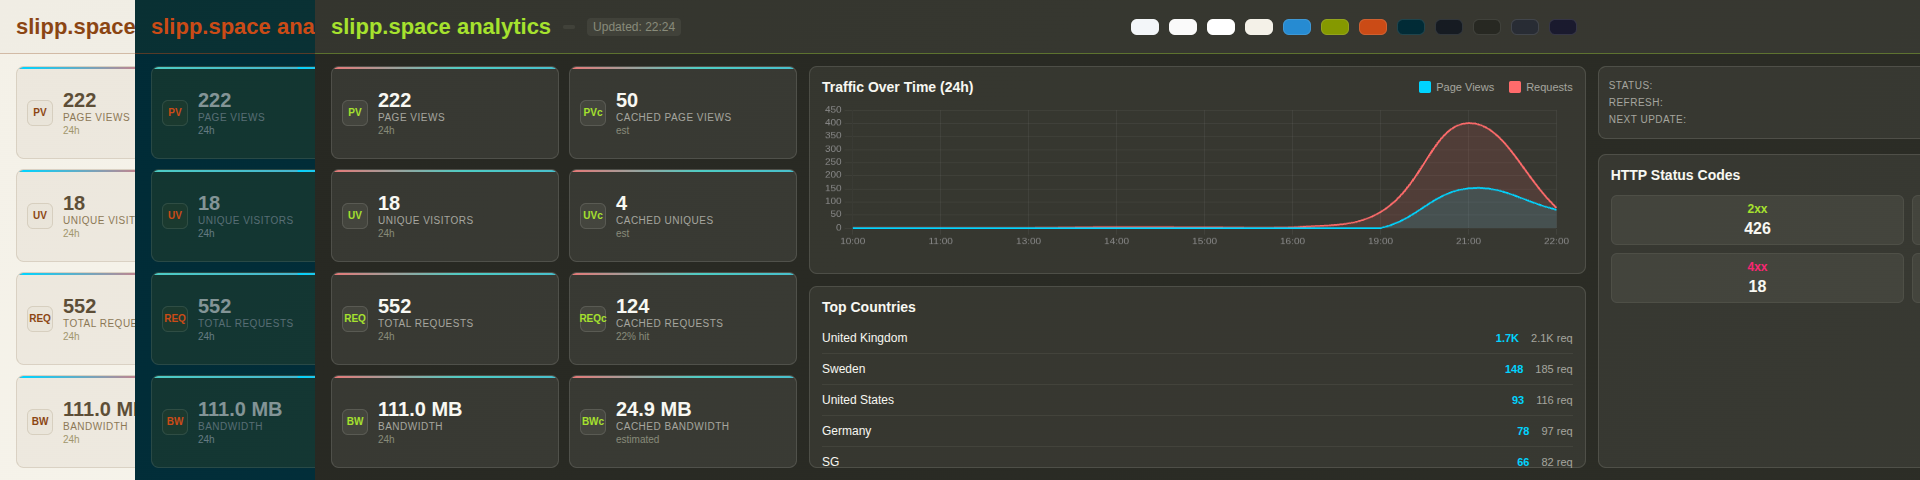 slipp.space
222
PAGE VIEWS
24h
PV
18
UNIQUE VISIT
24h
UV
552
TOTAL REQUE
24h
REQ
111.0 M
BANDWIDTH
24h
BW
slipp.space ana
222
PAGE VIEWS
24h
PV
18
UNIQUE VISITORS
24h
UV
552
TOTAL REQUESTS
24h
REQ
111.0 MB
BANDWIDTH
24h
BW
slipp.space analytics
Updated: 22:24
PV
222
PAGE VIEWS
24h
PVc
50
CACHED PAGE VIEWS
est
UV
18
UNIQUE VISITORS
24h
UVc
4
CACHED UNIQUES
est
REQ
552
TOTAL REQUESTS
24h
REQc
124
CACHED REQUESTS
22% hit
BW
111.0 MB
BANDWIDTH
24h
BWc
24.9 MB
CACHED BANDWIDTH
estimated
Traffic Over Time (24h)
Page Views Requests
450
400
350
300
250
200
150
100
50
0
10:00 11:00 13:00 14:00 15:00 16:00 19:00 21:00 22:00
Top Countries
United Kingdom 1.7K 2.1K req
Sweden 148 185 req
United States 93 116 req
Germany 78 97 req
SG 66 82 req
STATUS:
REFRESH:
NEXT UPDATE:
HTTP Status Codes
2xx
426
4xx
18